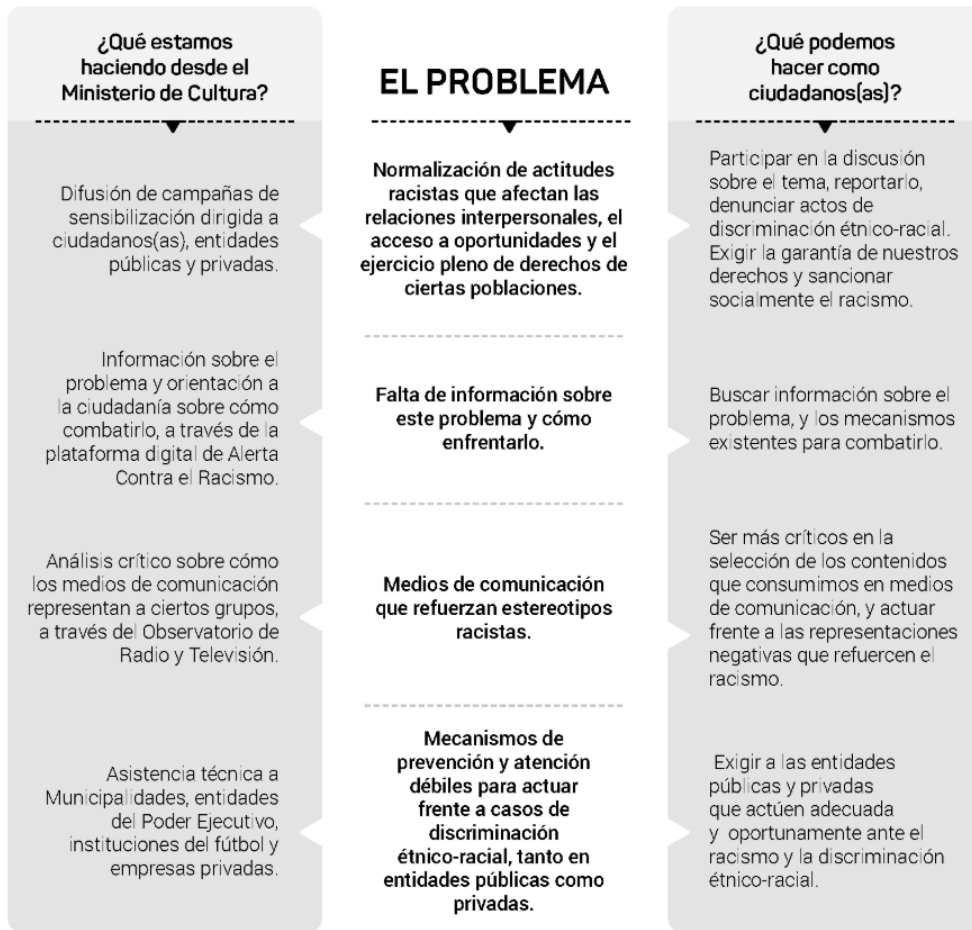 ¿Qué estamos
haciendo desde el
Ministerio de Cultura?
Difusión de campañas de
sensibilización dirigida a
ciudadanos(as), entidades
públicas y privadas.
Información sobre el
problema y orientación a
la ciudadanía sobre cómo
combatirlo, a través de la
plataforma digital de Alerta
Contra el Racismo.
Análisis crítico sobre cómo
los medios de comunicación
representan a ciertos grupos,
a través del Observatorio de
Radio y Televisión.
Asistencia técnica a
Municipalidades, entidades
del Poder Ejecutivo,
instituciones del fútbol y
empresas privadas.
EL PROBLEMA
Normalización de actitudes
racistas que afectan las
relaciones interpersonales, el
acceso a oportunidades y el
ejercicio pleno de derechos de
ciertas poblaciones.
Falta de información sobre
este problema y cómo
enfrentarlo.
Medios de comunicación
que refuerzan estereotipos
racistas.
Mecanismos de
prevención y atención
débiles para actuar
frente a casos de
discriminación
étnico-racial, tanto en
entidades públicas como
privadas.
¿Qué podemos
hacer como
ciudadanos(as)?
Participar en la discusión
sobre el tema, reportarlo,
denunciar actos de
discriminación étnico-racial.
Exigir la garantía de nuestros
derechos y sancionar
socialmente el racismo.
Buscar información sobre el
problema, y los mecanismos
existentes para combatirlo.
Ser más críticos en la
selección de los contenidos
que consumimos en medios
de comunicación, y actuar
frente a las representaciones
negativas que refuercen el
racismo.
Exigir a las entidades
públicas y privadas
que actúen adecuada
y oportunamente ante el
racismo y la discriminación
étnico-racial.